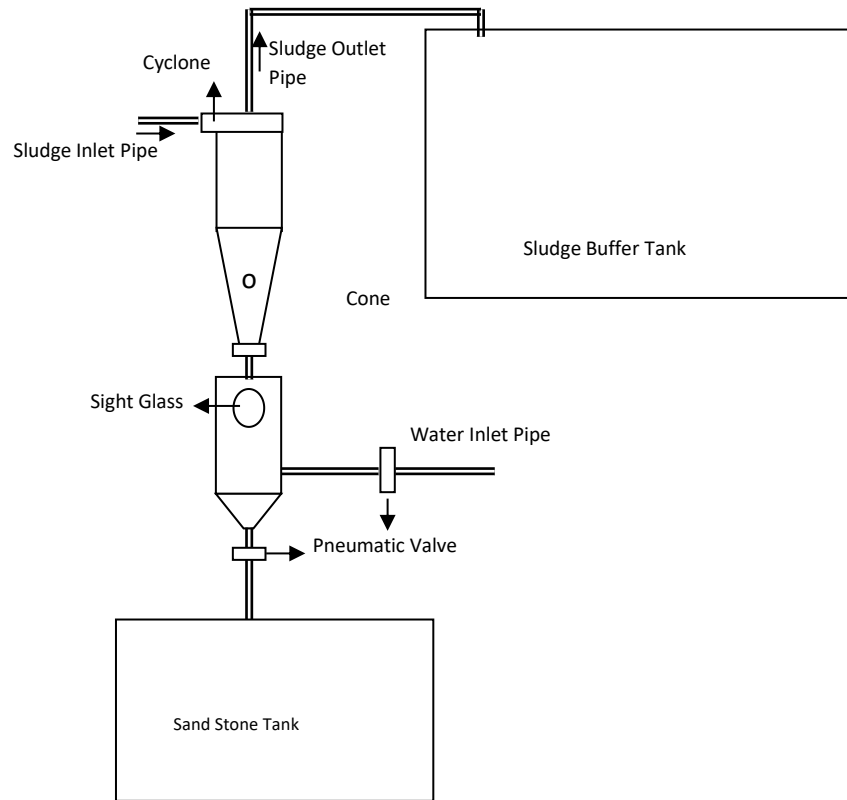 Sludge Outlet
Pipe
Cyclone
Sludge Inlet Pipe
Sludge Buffer Tank
O
Cone
Sight Glass
Water Inlet Pipe
Pneumatic Valve
Sand Stone Tank